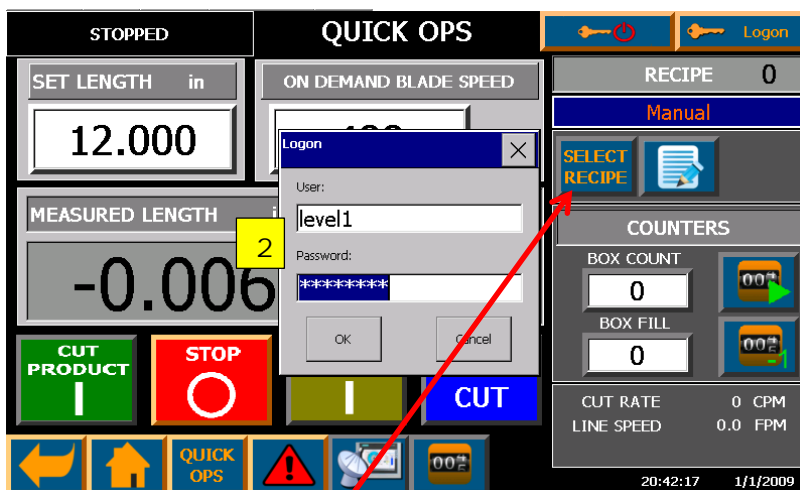 STOPPED
QUICK OPS
Logon
SET LENGTH in
ON DEMAND BLADE SPEED
RECIPE 0
Manual
12.000
Logon
User:
level1
SELECT
RECIPE
MEASURED LENGTH
2
Password:
********
COUNTERS
BOX COUNT
-0.006
0
OK
Cancel
BOX FILL
0
CUT
PRODUCT
STOP
CUT
CUT RATE 0 CPM
LINE SPEED 0.0 FPM
QUICK
OPS
20:42:17 1/1/2009